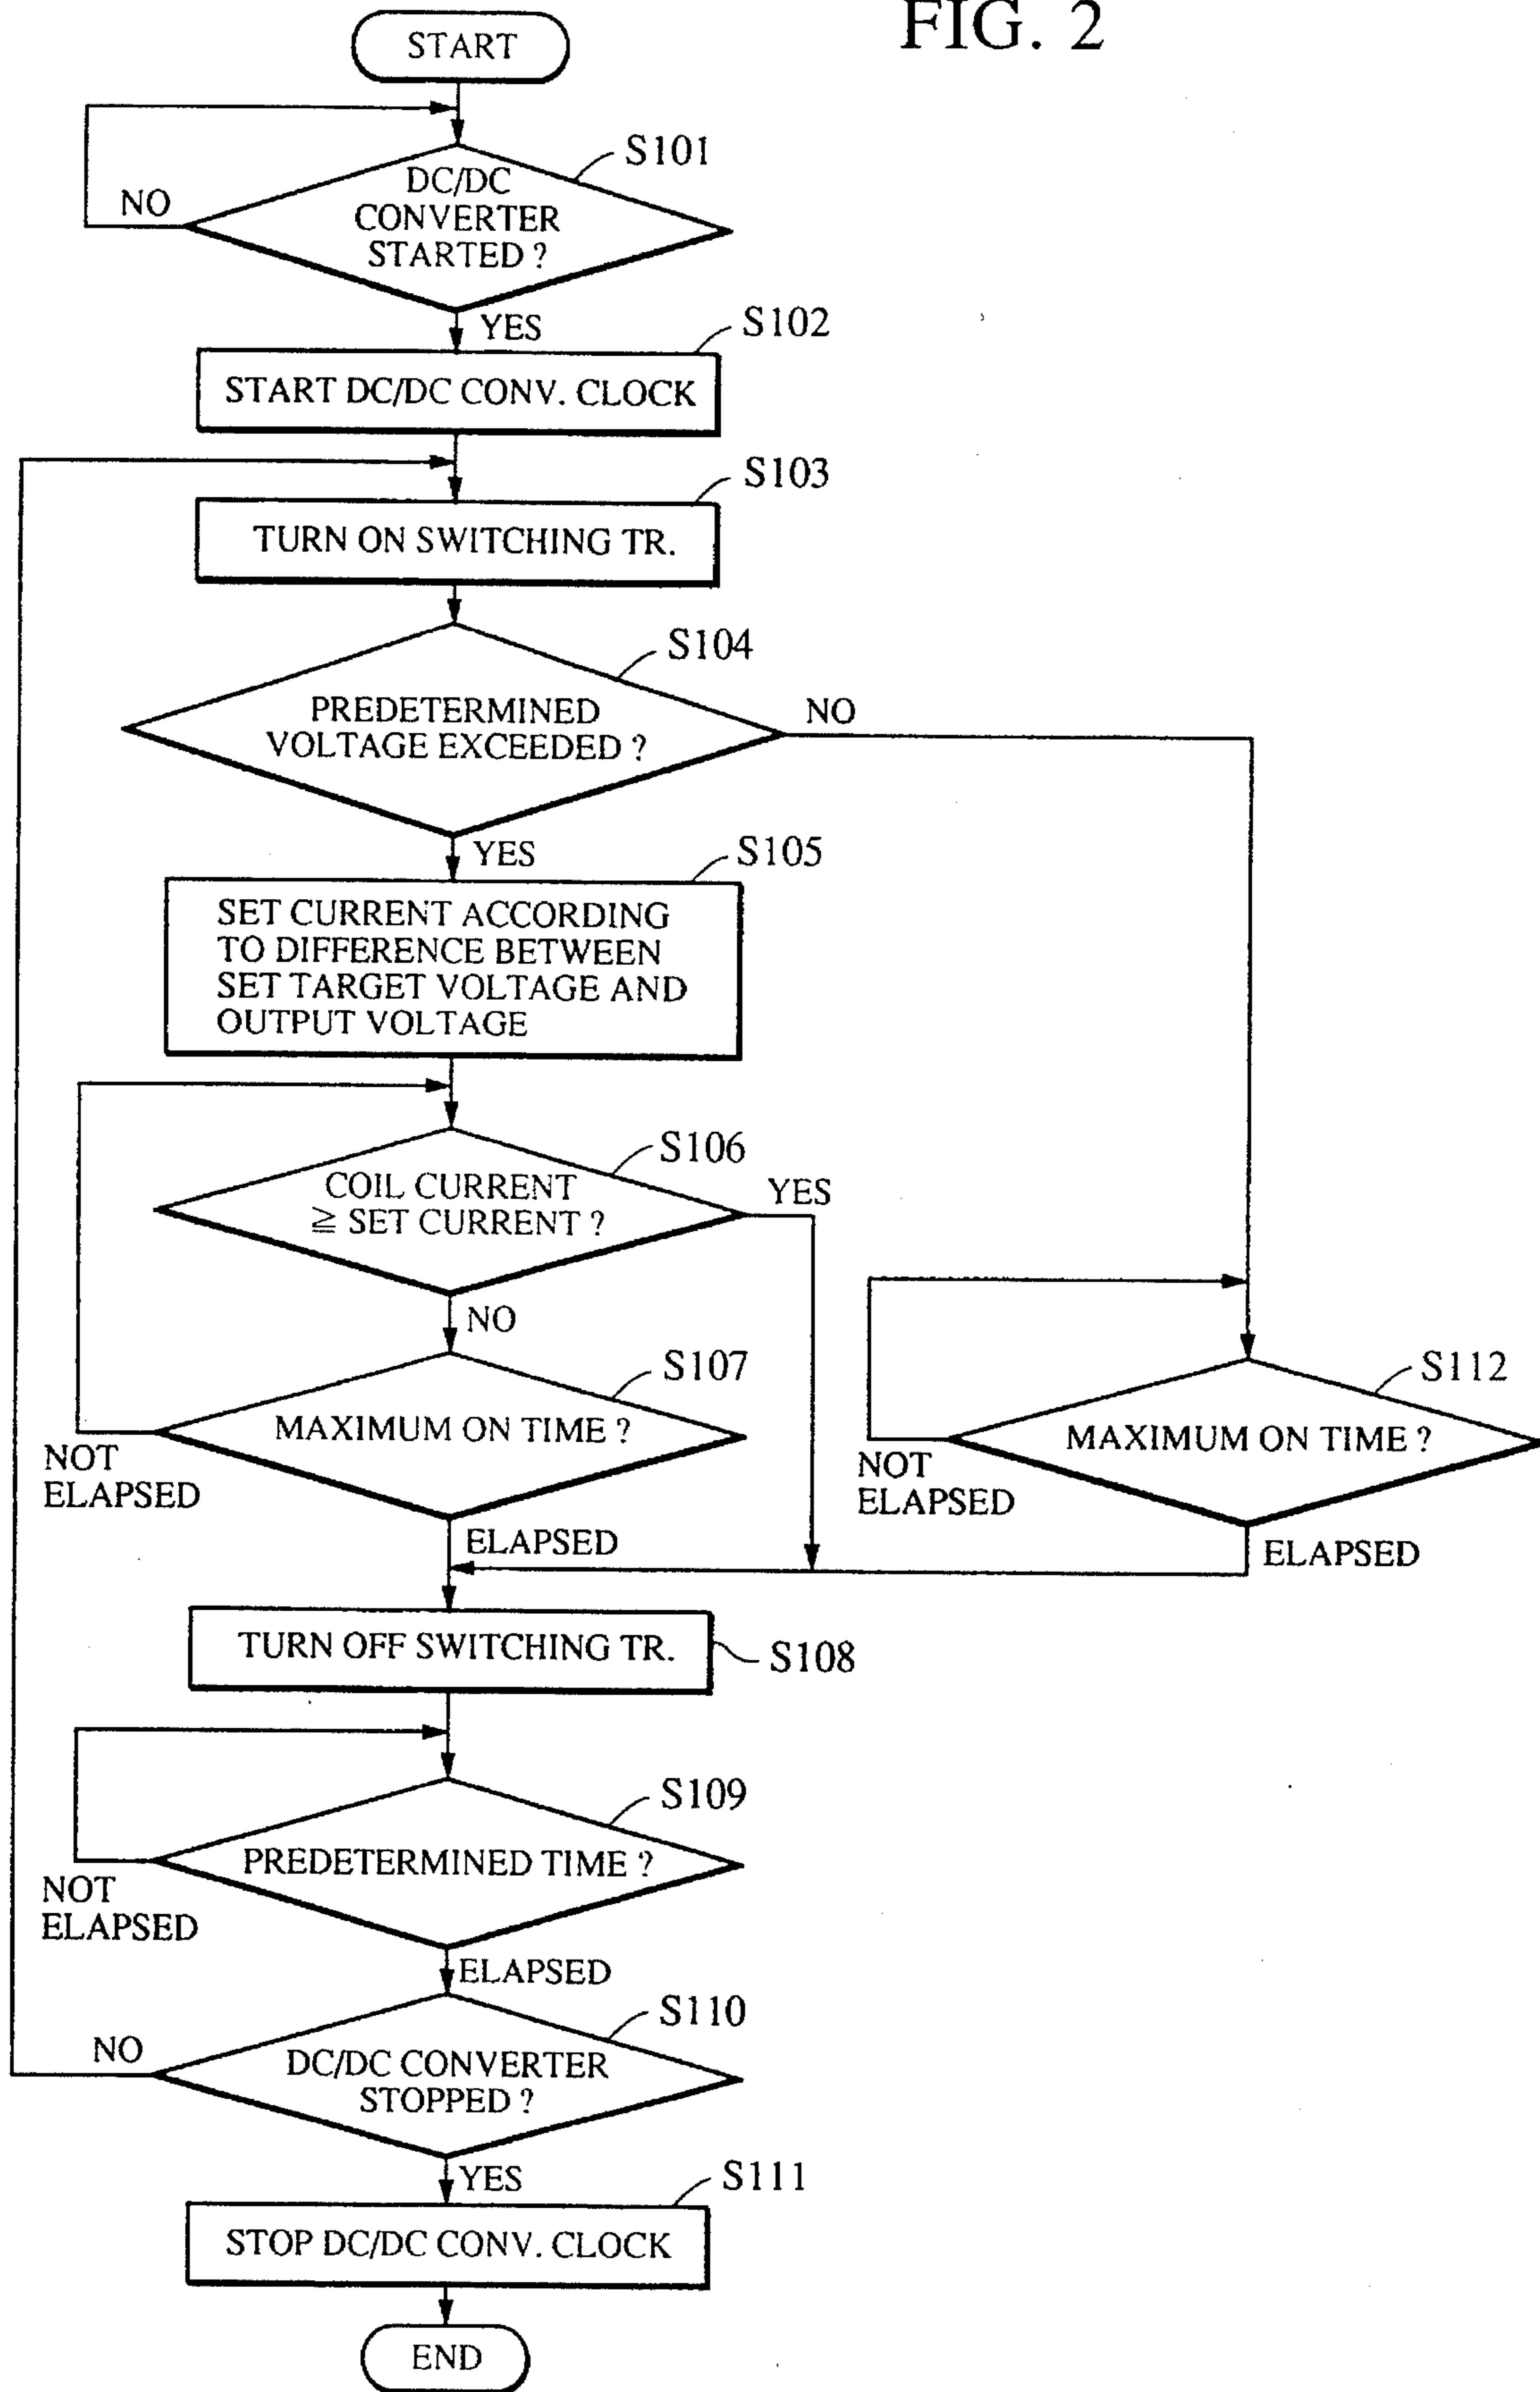 FIG. 2
START
S101
DC/DC
CONVERTER
STARTED ?
NO
YES
S102
START DC/DC CONV. CLOCK
S103
TURN ON SWITCHING TR.
S104
PREDETERMINED
VOLTAGE EXCEEDED ?
NO
YES
S105
SET CURRENT ACCORDING
TO DIFFERENCE BETWEEN
SET TARGET VOLTAGE AND
OUTPUT VOLTAGE
S106
COIL CURRENT
≧ SET CURRENT ?
YES
NO
S107
MAXIMUM ON TIME ?
NOT
ELAPSED
ELAPSED
S112
MAXIMUM ON TIME ?
NOT
ELAPSED
ELAPSED
TURN OFF SWITCHING TR.
S108
S109
PREDETERMINED TIME ?
NOT
ELAPSED
ELAPSED
S110
DC/DC CONVERTER
STOPPED ?
NO
YES
S111
STOP DC/DC CONV. CLOCK
END